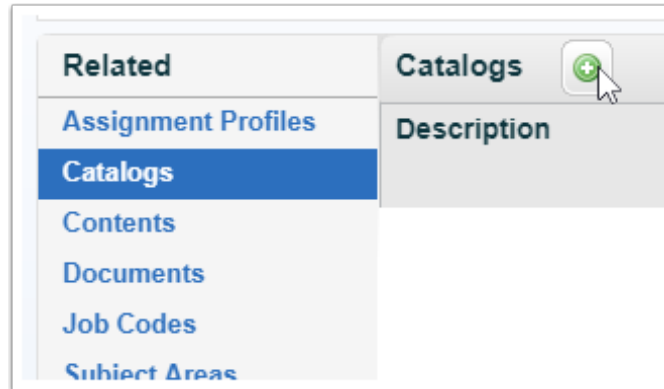 Related
Assignment Profiles
Catalogs
Contents
Documents
Job Codes
Subject Areas
Catalogs
Description